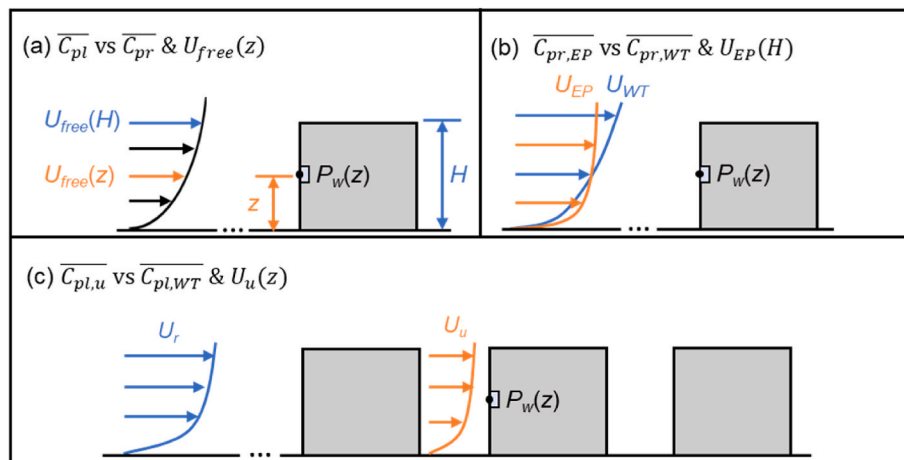 (a) $\overline{C_{pl}}$ vs $\overline{C_{pr}}$ & $U_{free}(z)$
$U_{free}(H)$
$U_{free}(z)$
z
...
$P_w(z)$
H
(b) $\overline{C_{pr,EP}}$ vs $\overline{C_{pr,WT}}$ & $U_{EP}(H)$
$U_{EP}$ $U_{WT}$
...
$P_w(z)$
(c) $\overline{C_{pl,u}}$ vs $\overline{C_{pl,WT}}$ & $U_u(z)$
$U_r$
...
$U_u$
$P_w(z)$